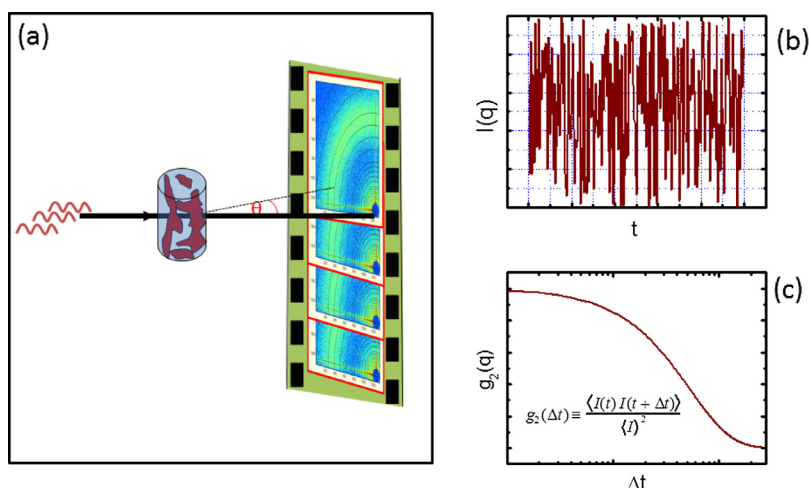 (a)
θ
(b)
I(q)
t
(c)
g₂(q)
g₂(Δt) ≡ ⟨I(t) I(t + Δt)⟩ / ⟨I⟩²
Δt